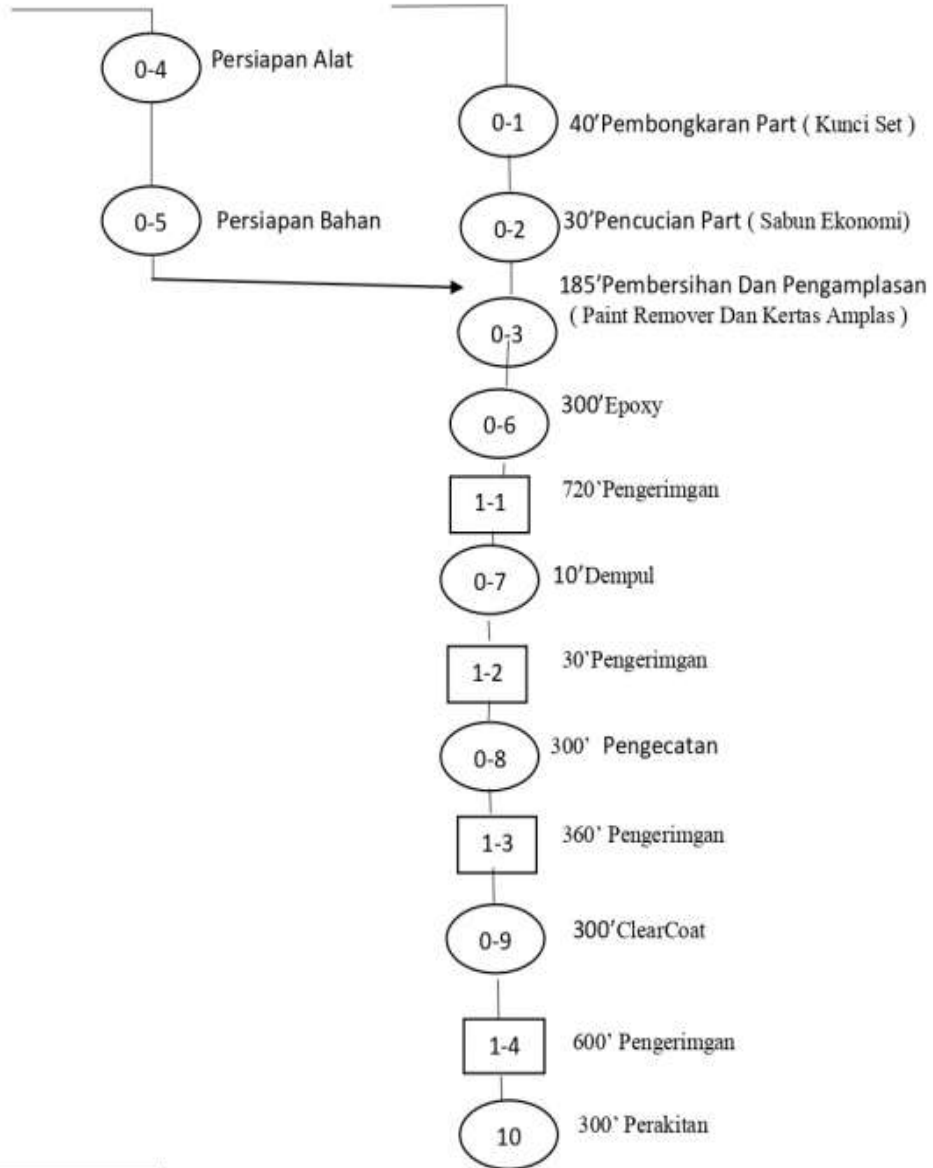 0-4 Persiapan Alat
0-5 Persiapan Bahan
0-1 40'Pembongkaran Part ( Kunci Set )
0-2 30'Pencucian Part ( Sabun Ekonomi)
185'Pembersihan Dan Pengamplasan
( Paint Remover Dan Kertas Amplas )
0-3
0-6 300'Epoxy
1-1 720'Pengerimgan
0-7 10'Dempul
1-2 30'Pengerimgan
0-8 300' Pengecatan
1-3 360' Pengerimgan
0-9 300'ClearCoat
1-4 600' Pengerimgan
10 300' Perakitan